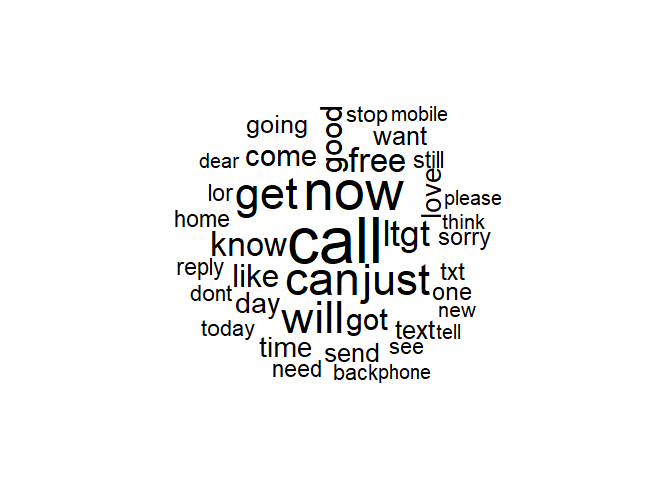 going good stop mobile
want
dear come free still
lor get now love please
think
home know call ltgt sorry
reply like can just txt
dont day one
new
today will got text tell
time send see
need back phone